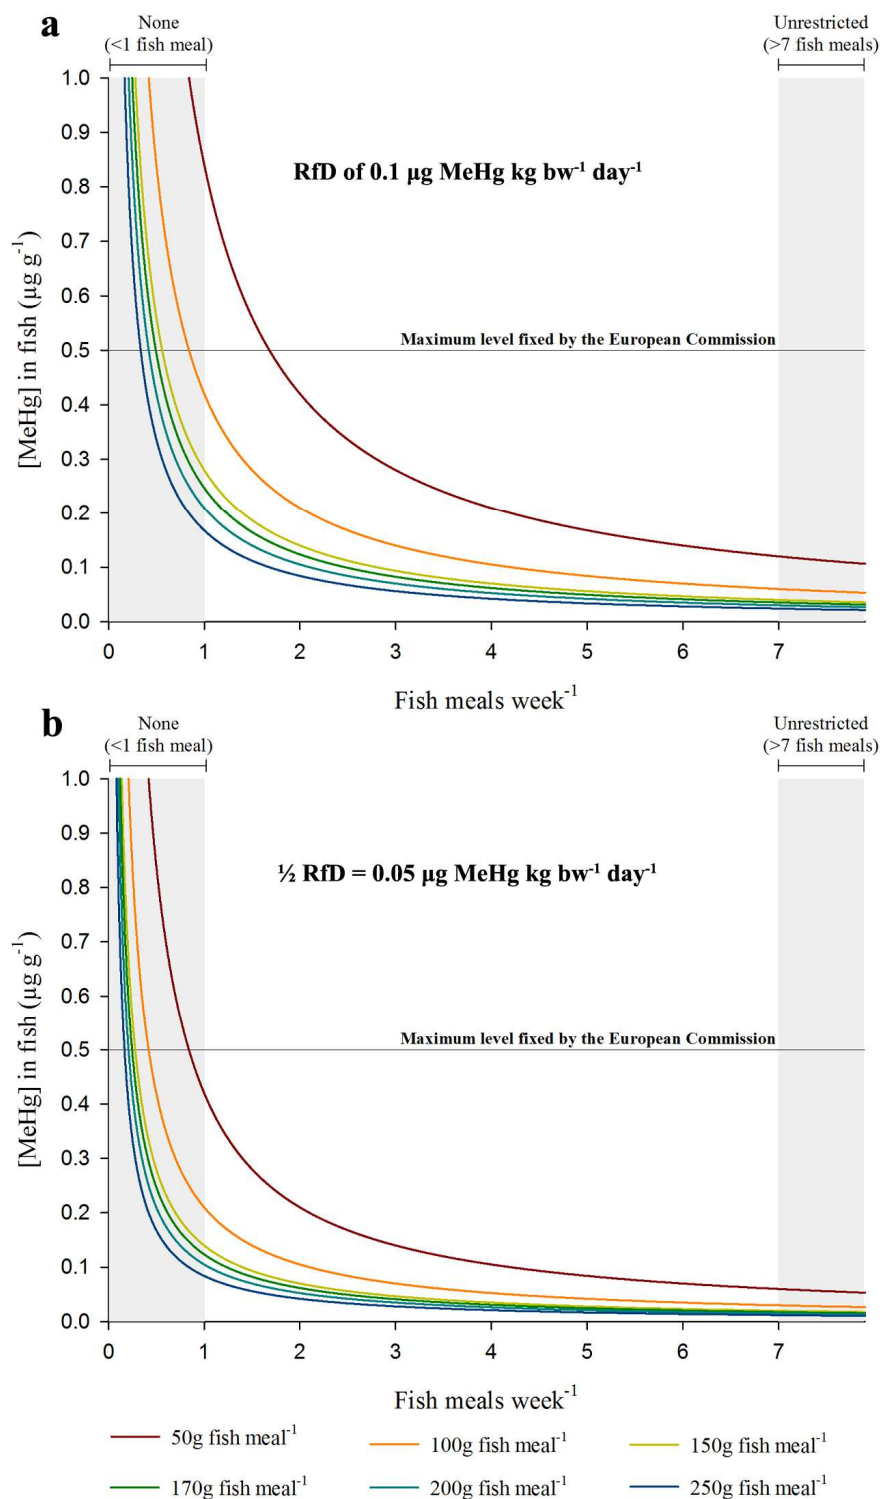 a
None
(<1 fish meal)
Unrestricted
(>7 fish meals)
1.0
0.9
0.8
0.7
0.6
0.5
0.4
0.3
0.2
0.1
0.0
[MeHg] in fish (µg g⁻¹)
RfD of 0.1 µg MeHg kg bw⁻¹ day⁻¹
Maximum level fixed by the European Commission
0 1 2 3 4 5 6 7
Fish meals week⁻¹
b
None
(<1 fish meal)
Unrestricted
(>7 fish meals)
1.0
0.9
0.8
0.7
0.6
0.5
0.4
0.3
0.2
0.1
0.0
[MeHg] in fish (µg g⁻¹)
½ RfD = 0.05 µg MeHg kg bw⁻¹ day⁻¹
Maximum level fixed by the European Commission
0 1 2 3 4 5 6 7
Fish meals week⁻¹
50g fish meal⁻¹ 100g fish meal⁻¹ 150g fish meal⁻¹
170g fish meal⁻¹ 200g fish meal⁻¹ 250g fish meal⁻¹